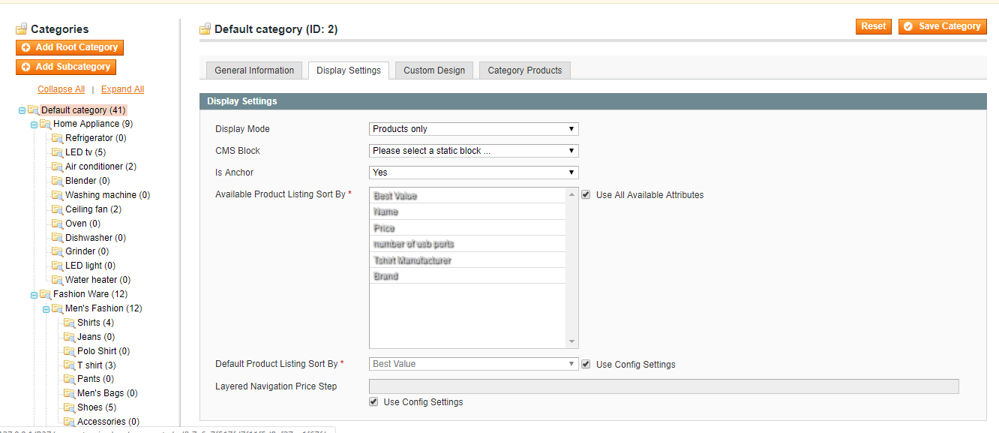 Categories
Add Root Category
Add Subcategory
Collapse All | Expand All
Default category (41)
Home Appliance (9)
Refrigerator (0)
LED tv (5)
Air conditioner (2)
Blender (0)
Washing machine (0)
Ceiling fan (2)
Oven (0)
Dishwasher (0)
Grinder (0)
LED light (0)
Water heater (0)
Fashion Ware (12)
Men's Fashion (12)
Shirts (4)
Jeans (0)
Polo Shirt (0)
T shirt (3)
Pants (0)
Men's Bags (0)
Shoes (5)
Accessories (0)
Default category (ID: 2)
Reset
Save Category
General Information
Display Settings
Custom Design
Category Products
Display Settings
Display Mode
Products only
CMS Block
Please select a static block ...
Is Anchor
Yes
Available Product Listing Sort By *
Best Value
Name
Price
number of usb ports
Tshirt Manufacturer
Brand
Use All Available Attributes
Default Product Listing Sort By *
Best Value
Use Config Settings
Layered Navigation Price Step
Use Config Settings